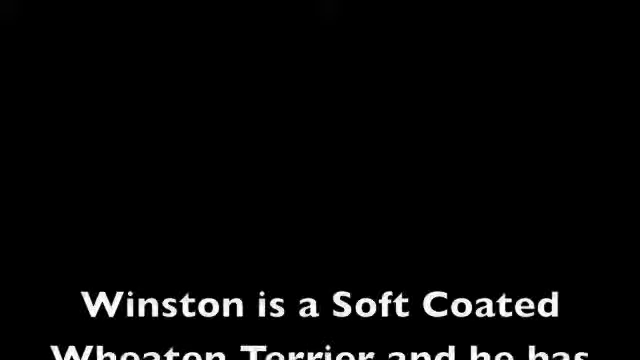 Winston is a Soft Coated
Wheaton Terrier and he has